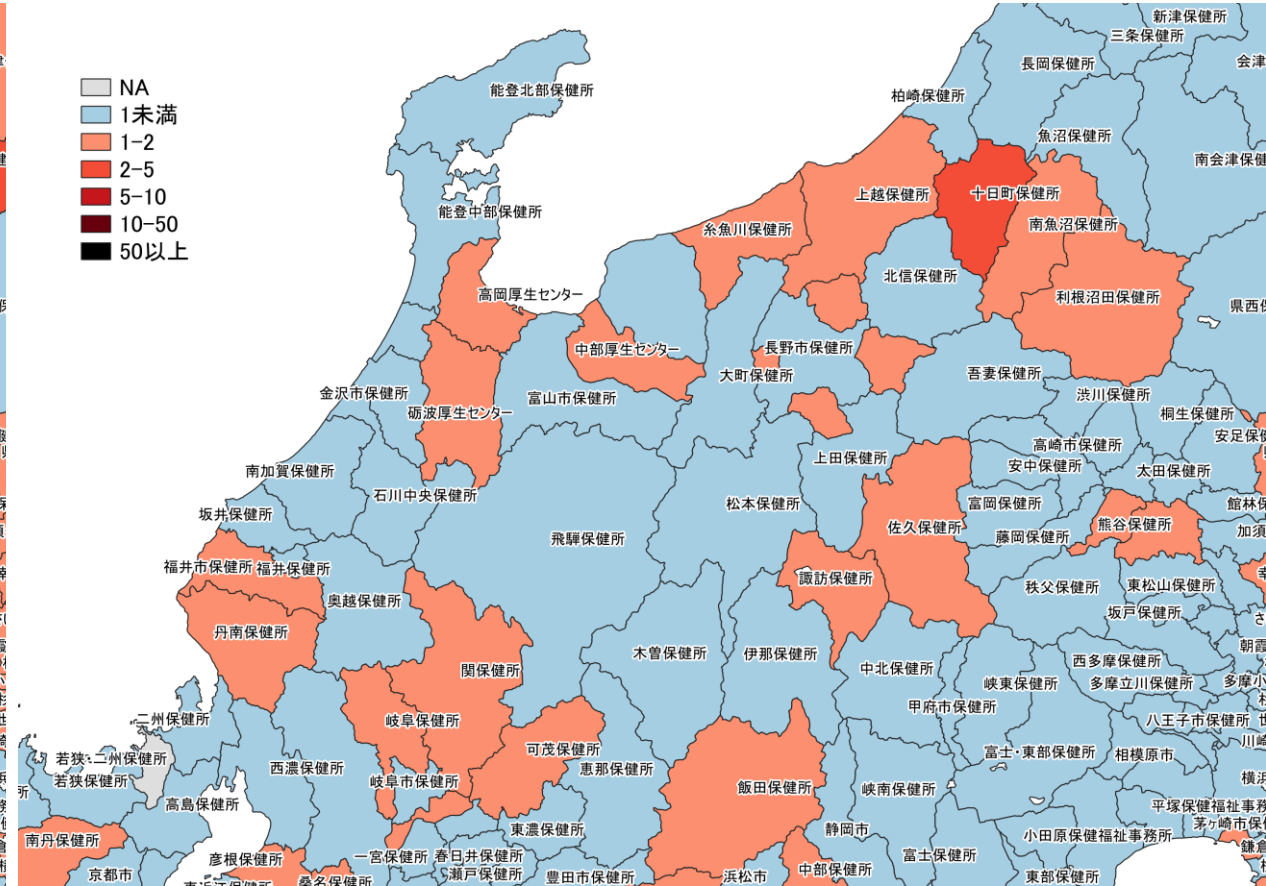 NA
1未満
1-2
2-5
5-10
10-50
50以上
新津保健所
三条保健所
長岡保健所
会津
能登北部保健所
柏崎保健所
魚沼保健所
南会津保健
上越保健所
十日町保健所
能登中部保健所
南魚沼保健所
糸魚川保健所
北信保健所
高岡厚生センター
利根沼田保健所
県西保
中部厚生センター
長野市保健所
大町保健所
吾妻保健所
金沢市保健所
富山市保健所
渋川保健所
砺波厚生センター
桐生保健所
安足保健
高崎市保健所
上田保健所
安中保健所
太田保健所
南加賀保健所
石川中央保健所
松本保健所
富岡保健所
館林保
坂井保健所
佐久保健所
熊谷保健所
加須
飛騨保健所
藤岡保健所
福井市保健所
福井保健所
諏訪保健所
秩父保健所
東松山保健所
幸
奥越保健所
坂戸保健所
さ
丹南保健所
朝霞
木曽保健所
伊那保健所
中北保健所
西多摩保健所
関保健所
峡東保健所
多摩立川保健所
多摩小
甲府市保健所
二州保健所
岐阜保健所
八王子市保健所
世
可茂保健所
富士・東部保健所
相模原市
川崎
若狭・二州保健所
西濃保健所
恵那保健所
若狭保健所
岐阜市保健所
飯田保健所
峡南保健所
横浜
所
高島保健所
平塚保健福祉事務
東濃保健所
静岡市
茅ヶ崎市保健
南丹保健所
小田原保健福祉事務所
鎌倉
彦根保健所
一宮保健所
春日井保健所
富士保健所
京都市
瀬戸保健所
豊田市保健所
浜松市
中部保健所
東部保健所
桑名保健所